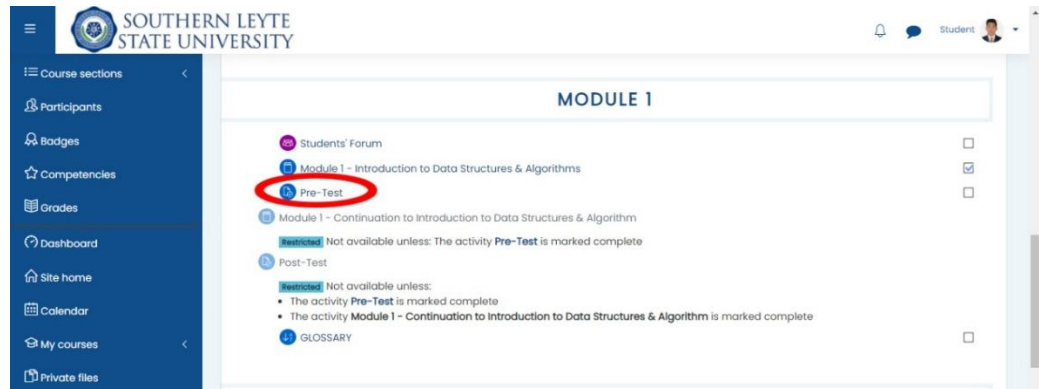 SOUTHERN LEYTE
STATE UNIVERSITY
Student
Course sections
Participants
Badges
Competencies
Grades
Dashboard
Site home
Calendar
My courses
Private files
MODULE 1
Students' Forum
Module 1 - Introduction to Data Structures & Algorithms
Pre-Test
Module 1 - Continuation to Introduction to Data Structures & Algorithm
Restricted Not available unless: The activity Pre-Test is marked complete
Post-Test
Restricted Not available unless:
• The activity Pre-Test is marked complete
• The activity Module 1 - Continuation to Introduction to Data Structures & Algorithm is marked complete
GLOSSARY